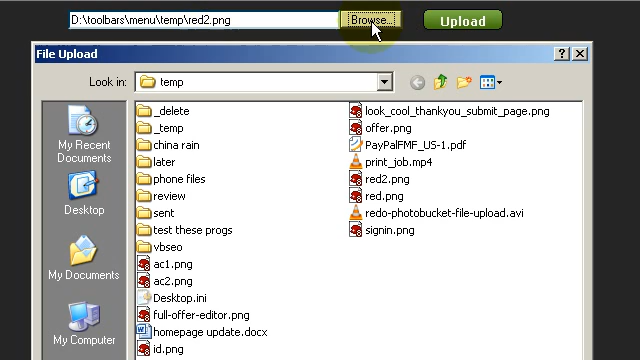 D:\toolbars\menu\temp\red2.png
Browse...
Upload
File Upload
Look in:
temp
My Recent
Documents
Desktop
My Documents
My Computer
_delete
_temp
china rain
later
phone files
review
sent
test these progs
vbseo
ac1.png
ac2.png
Desktop.ini
full-offer-editor.png
homepage update.docx
id.png
look_cool_thankyou_submit_page.png
offer.png
PayPalFMF_US-1.pdf
print_job.mp4
red2.png
red.png
redo-photobucket-file-upload.avi
signin.png